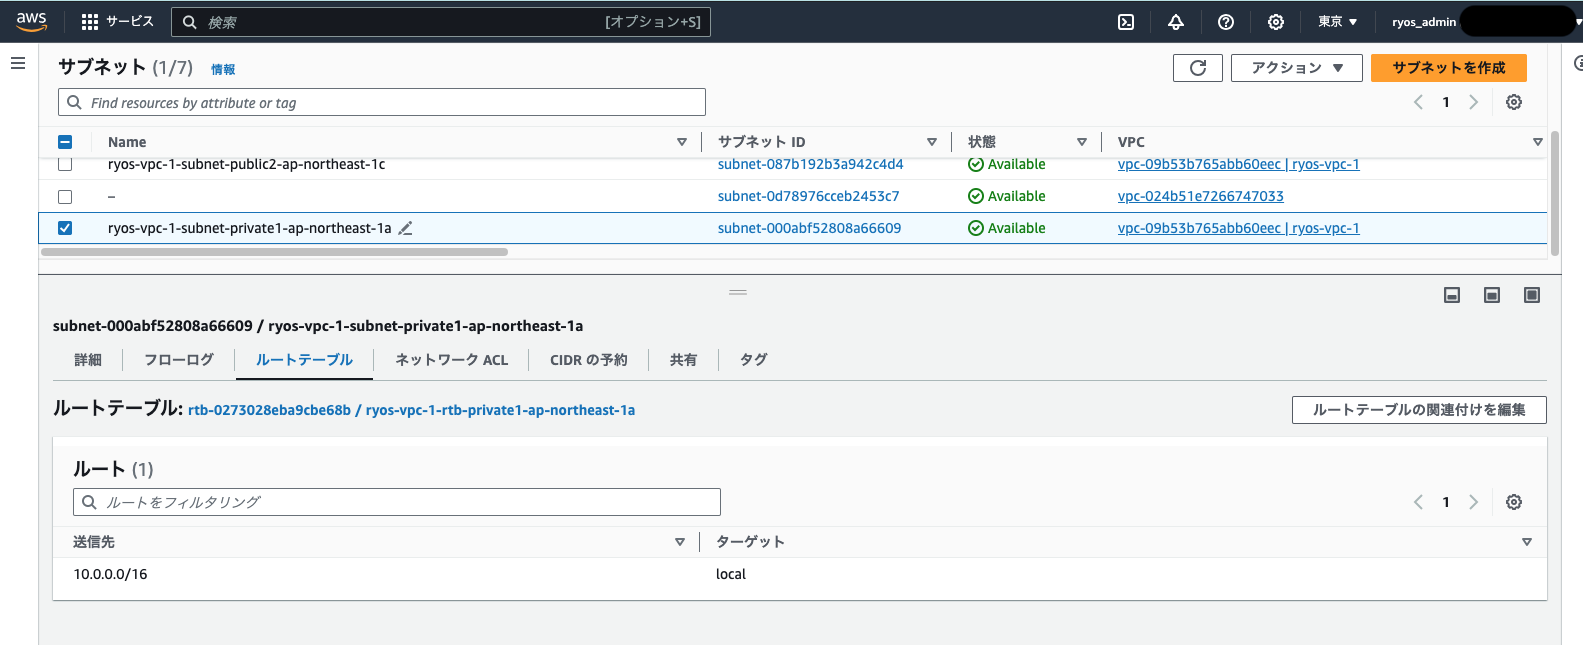 aws サービス 検索 [オプション+S] 東京 ▼ ryos_admin
サブネット (1/7) 情報 アクション ▼ サブネットを作成
Find resources by attribute or tag 1
Name サブネット ID 状態 VPC
ryos-vpc-1-subnet-public2-ap-northeast-1c subnet-087b192b3a942c4d4 Available vpc-09b53b765abb60eec | ryos-vpc-1
– subnet-0d78976cceb2453c7 Available vpc-024b51e7266747033
ryos-vpc-1-subnet-private1-ap-northeast-1a subnet-000abf52808a66609 Available vpc-09b53b765abb60eec | ryos-vpc-1
subnet-000abf52808a66609 / ryos-vpc-1-subnet-private1-ap-northeast-1a
詳細 フローログ ルートテーブル ネットワーク ACL CIDR の予約 共有 タグ
ルートテーブル: rtb-0273028eba9cbe68b / ryos-vpc-1-rtb-private1-ap-northeast-1a ルートテーブルの関連付けを編集
ルート (1)
ルートをフィルタリング 1
送信先 ターゲット
10.0.0.0/16 local